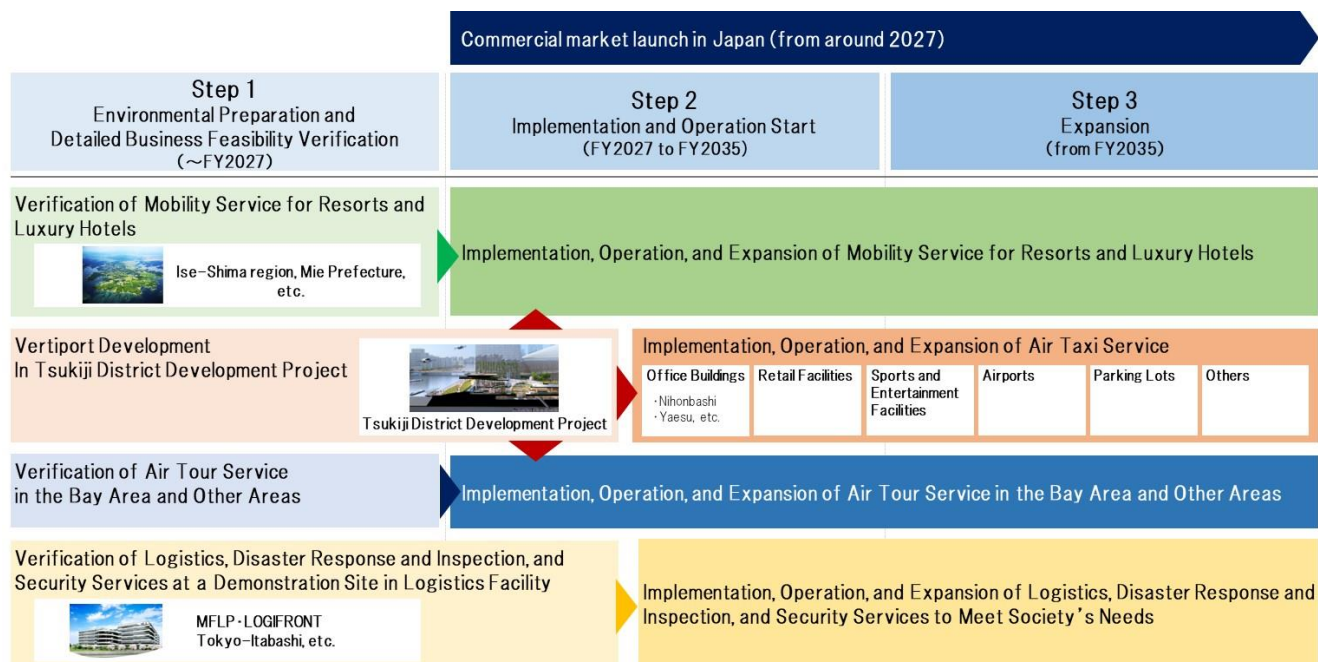 Commercial market launch in Japan (from around 2027)
Step 1
Environmental Preparation and
Detailed Business Feasibility Verification
(～FY2027)
Step 2
Implementation and Operation Start
(FY2027 to FY2035)
Step 3
Expansion
(from FY2035)
Verification of Mobility Service for Resorts and
Luxury Hotels
Ise-Shima region, Mie Prefecture,
etc.
Implementation, Operation, and Expansion of Mobility Service for Resorts and Luxury Hotels
Vertiport Development
In Tsukiji District Development Project
Tsukiji District Development Project
Implementation, Operation, and Expansion of Air Taxi Service
Office Buildings
・Nihonbashi
・Yaesu, etc.
Retail Facilities
Sports and
Entertainment
Facilities
Airports
Parking Lots
Others
Verification of Air Tour Service
in the Bay Area and Other Areas
Implementation, Operation, and Expansion of Air Tour Service in the Bay Area and Other Areas
Verification of Logistics, Disaster Response and Inspection, and
Security Services at a Demonstration Site in Logistics Facility
MFLP・LOGIFRONT
Tokyo-Itabashi, etc.
Implementation, Operation, and Expansion of Logistics, Disaster Response and
Inspection, and Security Services to Meet Society's Needs